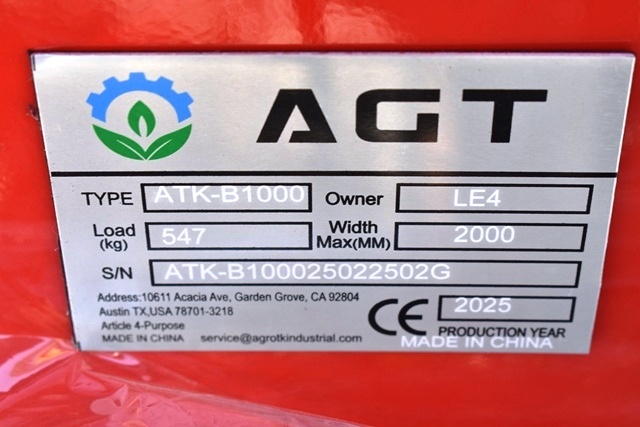 AGT
TYPE ATK-B1000 Owner LE4
Load (kg) 547 Width Max(MM) 2000
S/N ATK-B100025022502G
Address:10611 Acacia Ave, Garden Grove, CA 92804
Austin TX,USA 78701-3218
Article 4-Purpose
MADE IN CHINA service@agrotkindustrial.com
CE 2025
PRODUCTION YEAR
MADE IN CHINA